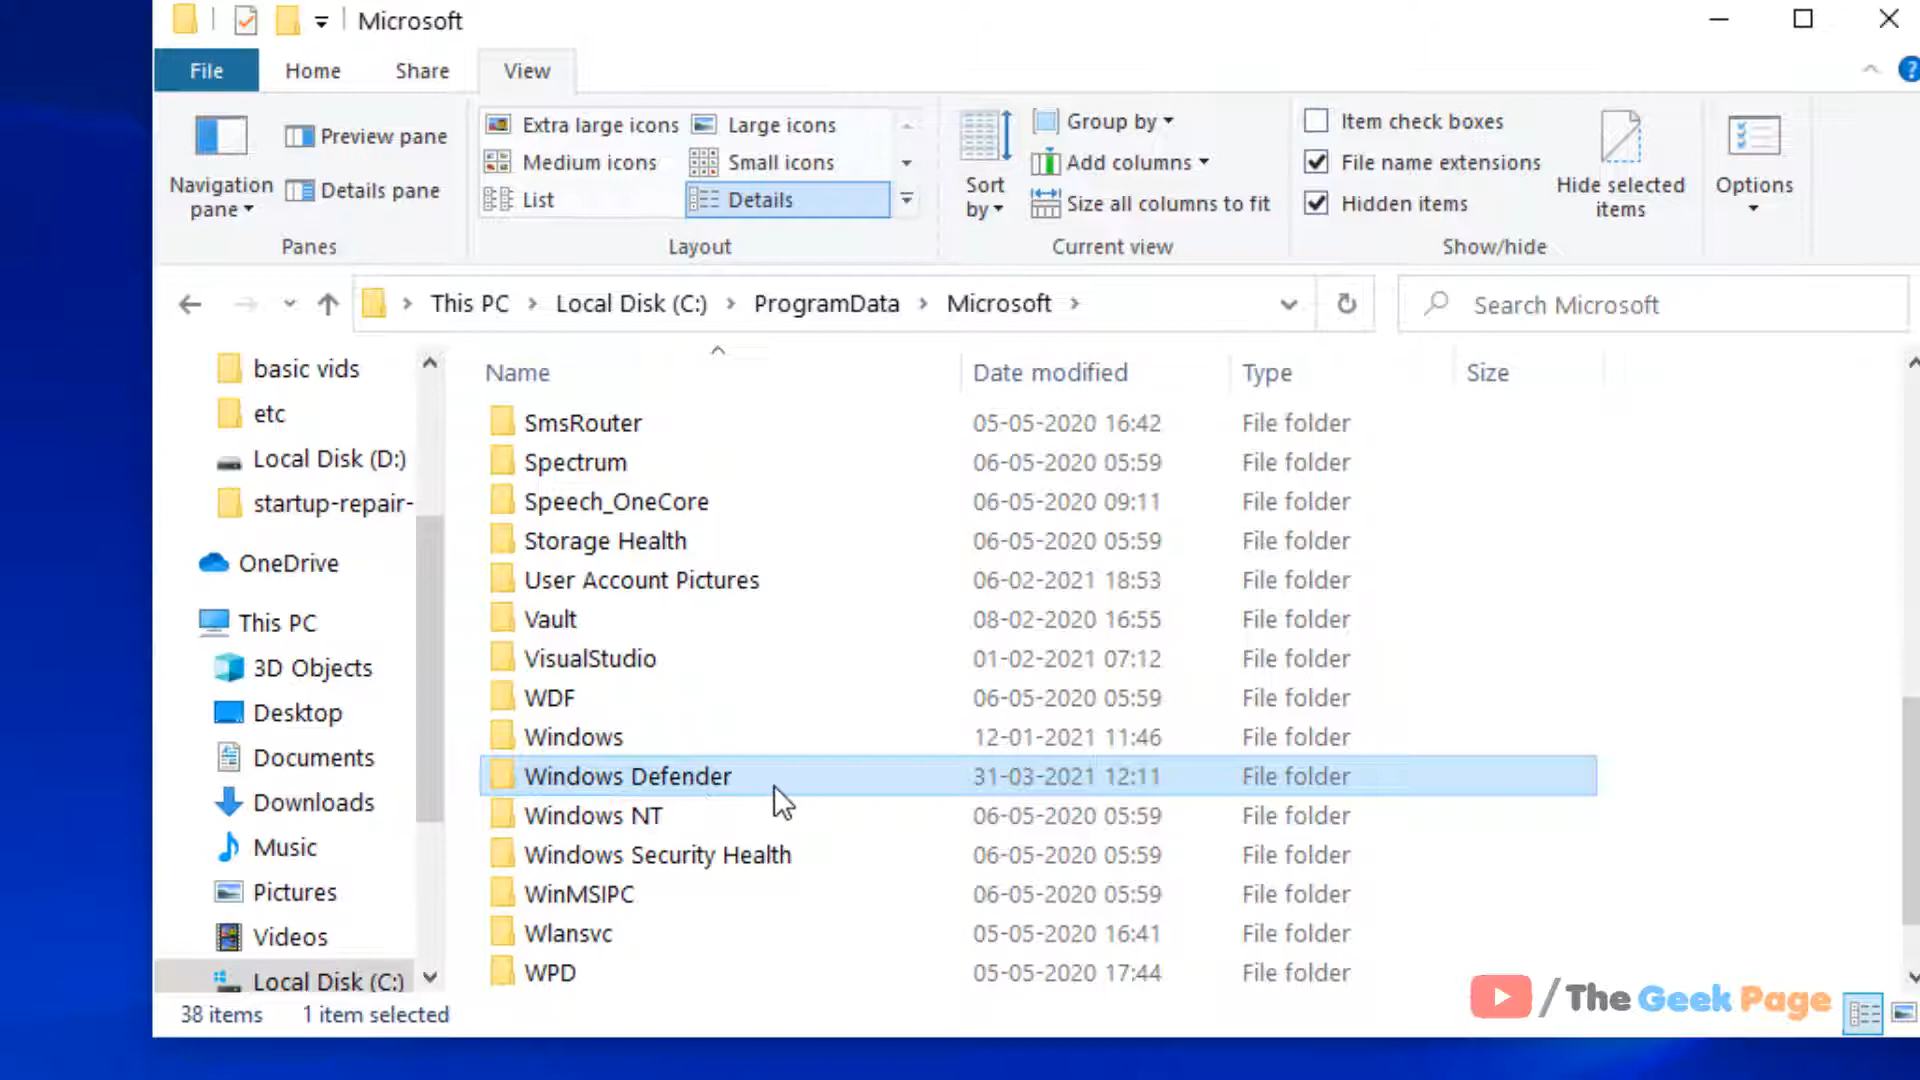 Microsoft
File Home Share View
Navigation pane
Preview pane
Details pane
Panes
Extra large icons Large icons
Medium icons Small icons
List Details
Layout
Sort by
Group by
Add columns
Size all columns to fit
Current view
Item check boxes
File name extensions
Hidden items
Hide selected items
Show/hide
Options
This PC > Local Disk (C:) > ProgramData > Microsoft >
Search Microsoft
basic vids
etc
Local Disk (D:)
startup-repair-
OneDrive
This PC
3D Objects
Desktop
Documents
Downloads
Music
Pictures
Videos
Local Disk (C:)
Name Date modified Type Size
SmsRouter 05-05-2020 16:42 File folder
Spectrum 06-05-2020 05:59 File folder
Speech_OneCore 06-05-2020 09:11 File folder
Storage Health 06-05-2020 05:59 File folder
User Account Pictures 06-02-2021 18:53 File folder
Vault 08-02-2020 16:55 File folder
VisualStudio 01-02-2021 07:12 File folder
WDF 06-05-2020 05:59 File folder
Windows 12-01-2021 11:46 File folder
Windows Defender 31-03-2021 12:11 File folder
Windows NT 06-05-2020 05:59 File folder
Windows Security Health 06-05-2020 05:59 File folder
WinMSIPC 06-05-2020 05:59 File folder
Wlansvc 05-05-2020 16:41 File folder
WPD 05-05-2020 17:44 File folder
38 items 1 item selected
/The Geek Page